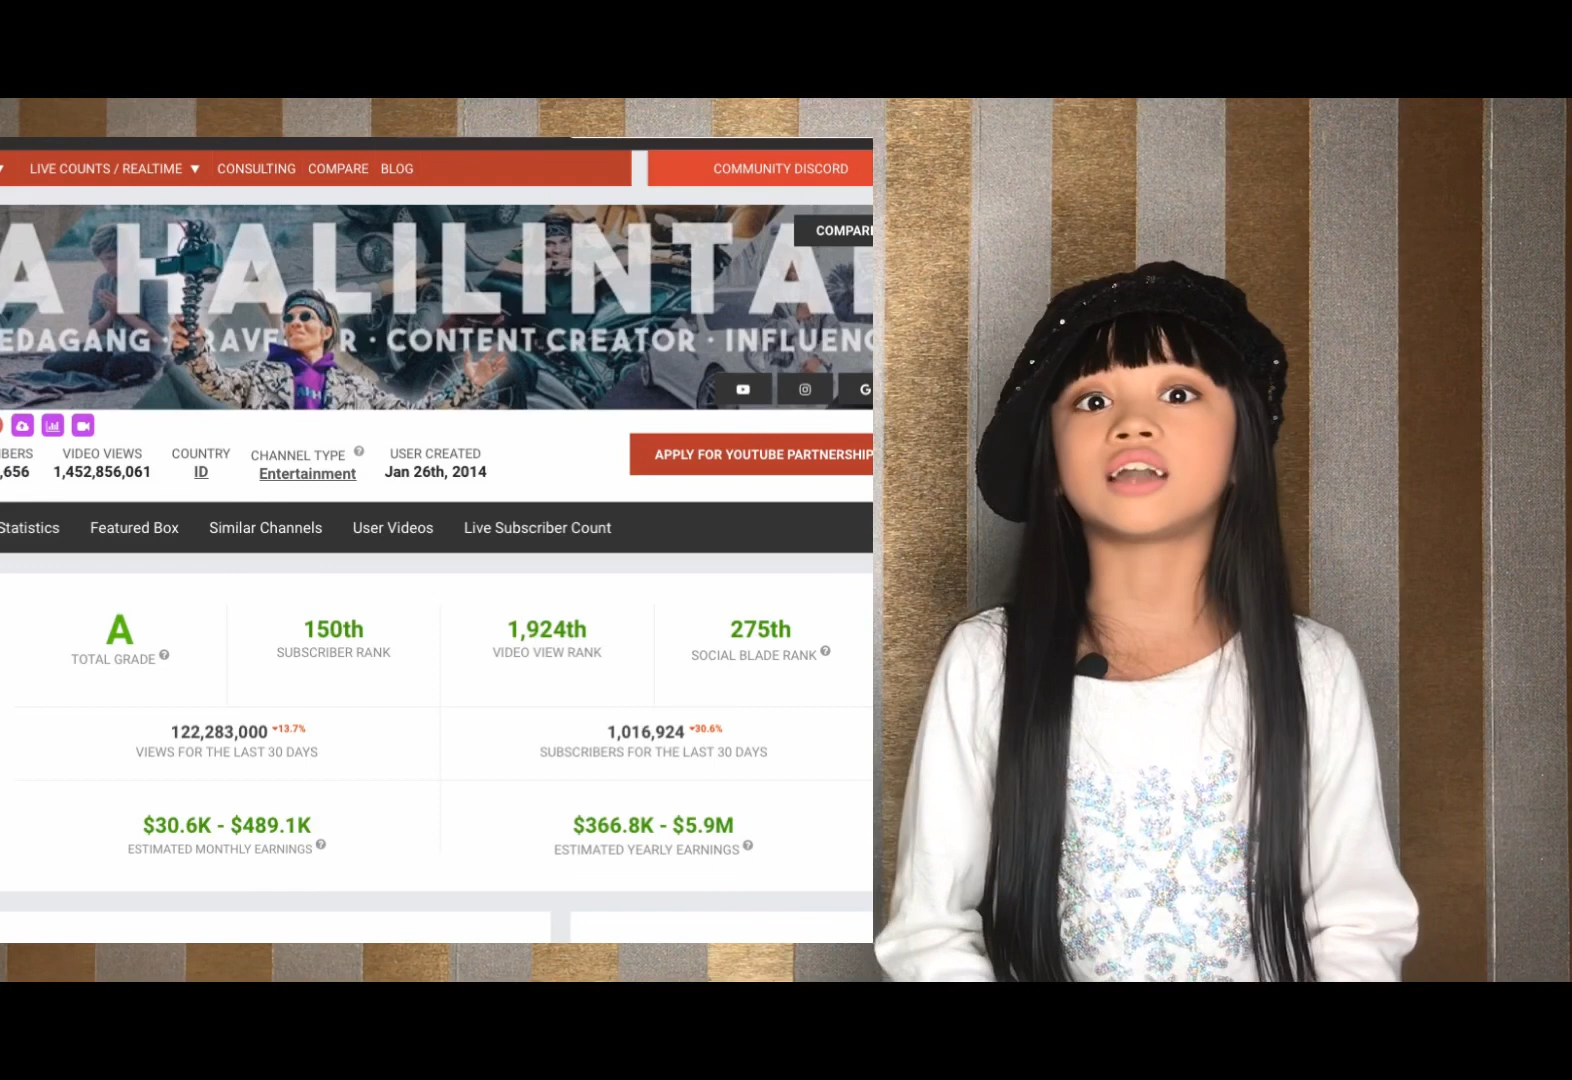 LIVE COUNTS / REALTIME ▼ CONSULTING COMPARE BLOG COMMUNITY DISCORD
A HALILINTA
COMPARE
EDAGANG · RAVE R · CONTENT CREATOR · INFLUENC
BERS VIDEO VIEWS COUNTRY CHANNEL TYPE USER CREATED
,656 1,452,856,061 ID Entertainment Jan 26th, 2014
APPLY FOR YOUTUBE PARTNERSHIP
Statistics Featured Box Similar Channels User Videos Live Subscriber Count
A 150th 1,924th 275th
TOTAL GRADE SUBSCRIBER RANK VIDEO VIEW RANK SOCIAL BLADE RANK
122,283,000 -13.7% 1,016,924 -30.6%
VIEWS FOR THE LAST 30 DAYS SUBSCRIBERS FOR THE LAST 30 DAYS
$30.6K - $489.1K $366.8K - $5.9M
ESTIMATED MONTHLY EARNINGS ESTIMATED YEARLY EARNINGS